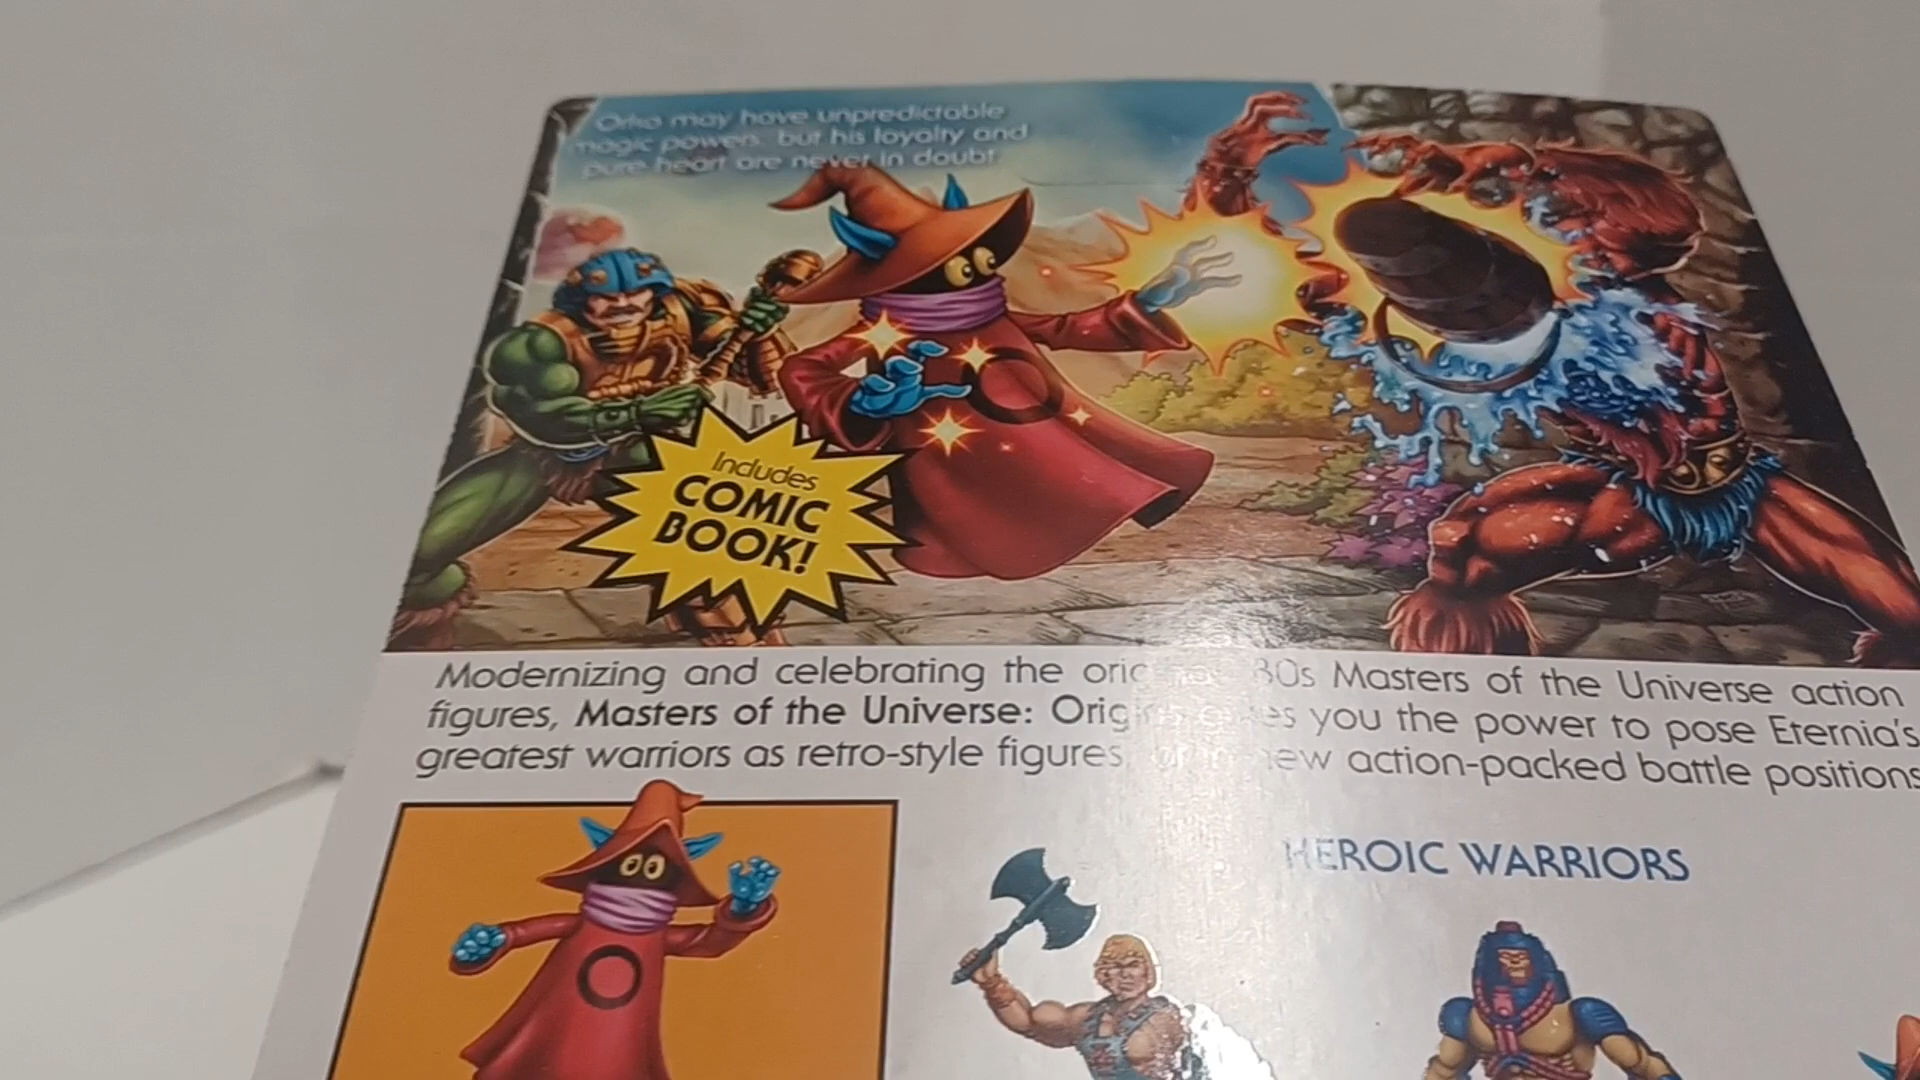 Orko may have unpredictable
magic powers, but his loyalty and
pure heart are never in doubt.
Includes
COMIC
BOOK!
Modernizing and celebrating the 80s Masters of the Universe action
figures, Masters of the Universe: you the power to pose Eternia's
greatest warriors as retro-style figures, action-packed battle positions
HEROIC WARRIORS